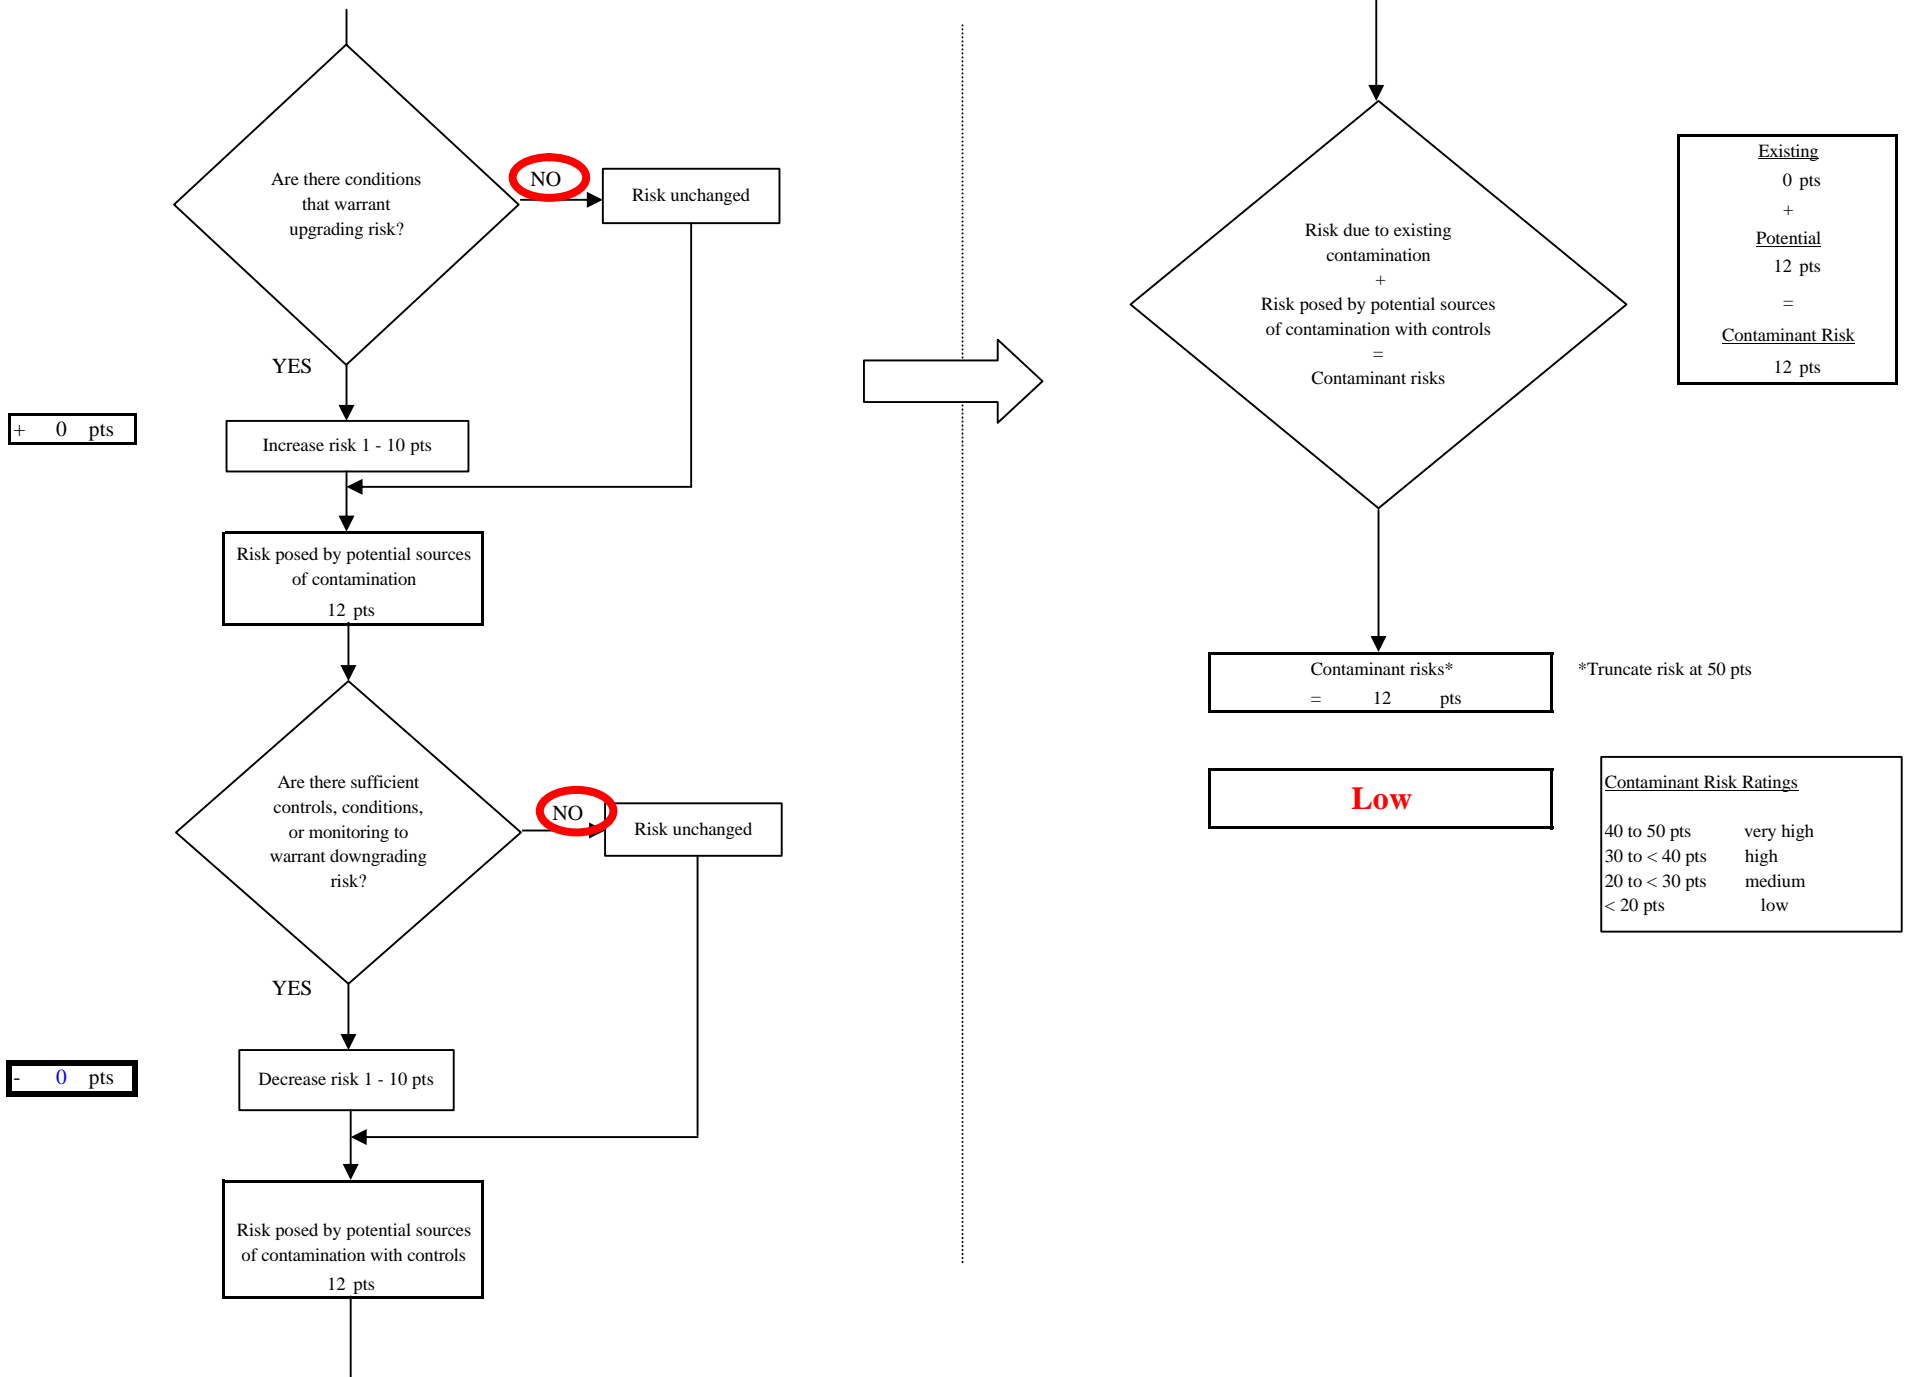 Are there conditions
that warrant
upgrading risk?
NO
Risk unchanged
YES
+ 0 pts
Increase risk 1 - 10 pts
Risk posed by potential sources
of contamination
12 pts
Are there sufficient
controls, conditions,
or monitoring to
warrant downgrading
risk?
NO
Risk unchanged
YES
- 0 pts
Decrease risk 1 - 10 pts
Risk posed by potential sources
of contamination with controls
12 pts
Risk due to existing
contamination
+
Risk posed by potential sources
of contamination with controls
=
Contaminant risks
Existing
0 pts
+
Potential
12 pts
=
Contaminant Risk
12 pts
Contaminant risks*
= 12 pts
*Truncate risk at 50 pts
Low
Contaminant Risk Ratings
40 to 50 pts very high
30 to < 40 pts high
20 to < 30 pts medium
< 20 pts low